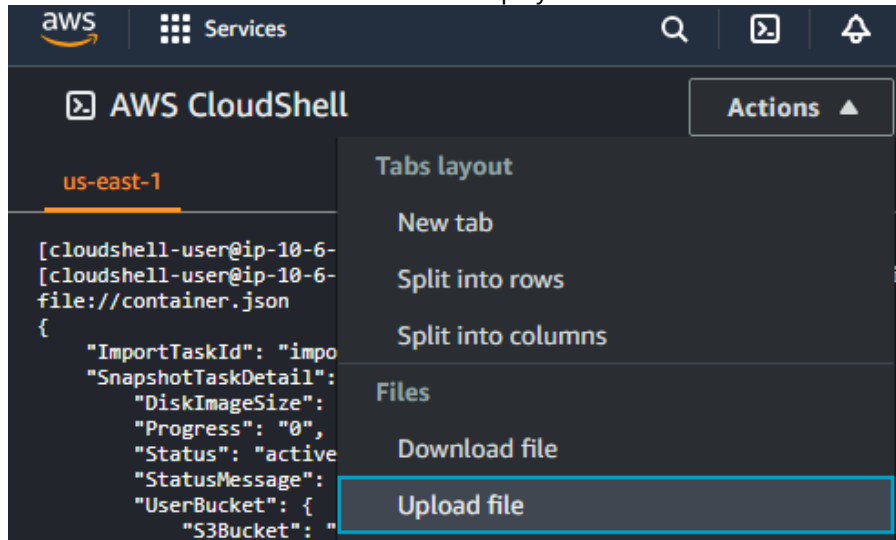 aws
Services
AWS CloudShell
Actions
us-east-1
Tabs layout
New tab
Split into rows
Split into columns
Files
Download file
Upload file
[cloudshell-user@ip-10-6-
[cloudshell-user@ip-10-6-
file://container.json
{
"ImportTaskId": "impo
"SnapshotTaskDetail":
"DiskImageSize":
"Progress": "0",
"Status": "active
"StatusMessage":
"UserBucket": {
"S3Bucket": "